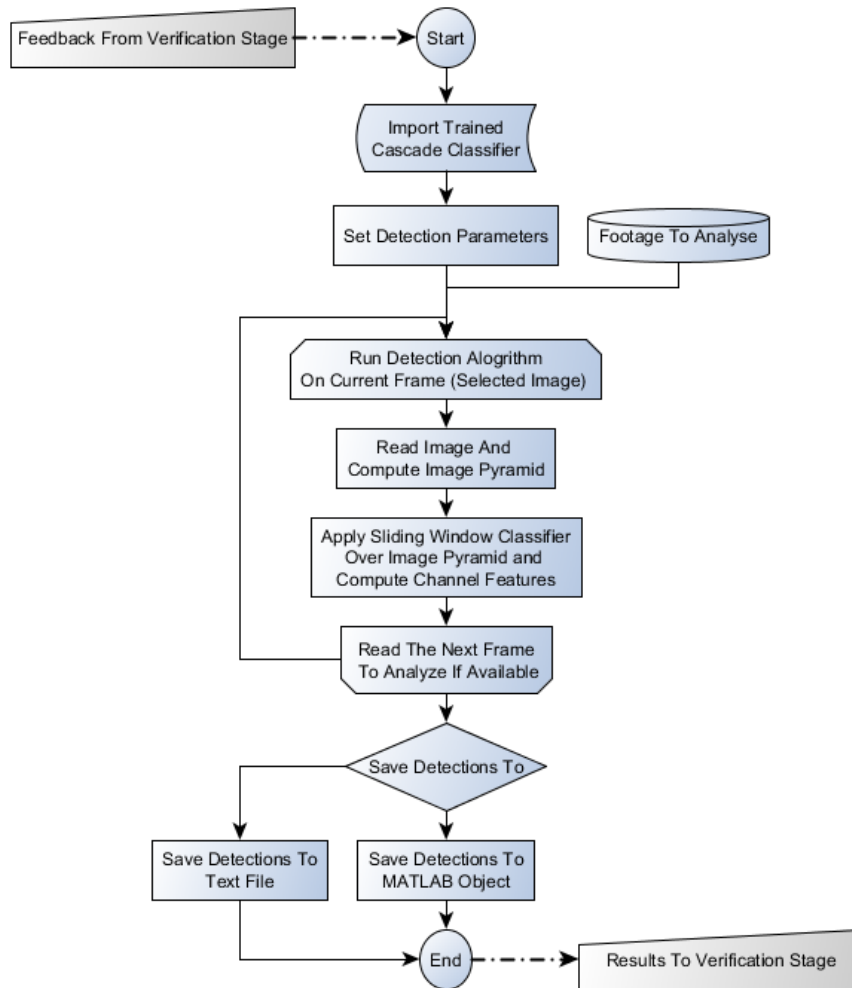 Feedback From Verification Stage
Start
Import Trained
Cascade Classifier
Set Detection Parameters
Footage To Analyse
Run Detection Alogrithm
On Current Frame (Selected Image)
Read Image And
Compute Image Pyramid
Apply Sliding Window Classifier
Over Image Pyramid and
Compute Channel Features
Read The Next Frame
To Analyze If Available
Save Detections To
Save Detections To
Text File
Save Detections To
MATLAB Object
End
Results To Verification Stage